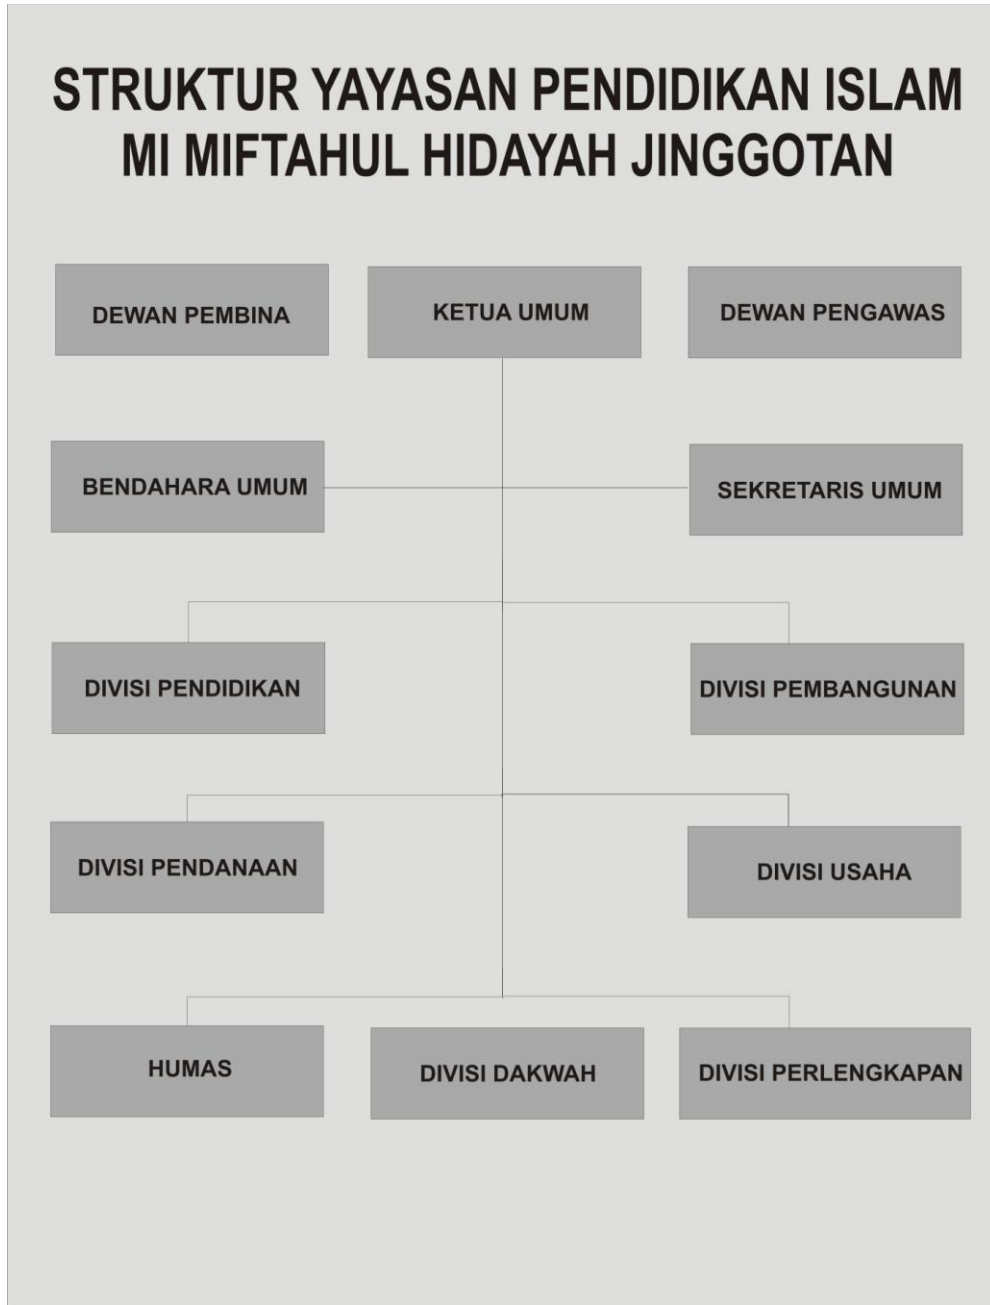 STRUKTUR YAYASAN PENDIDIKAN ISLAM
MI MIFTAHUL HIDAYAH JINGGOTAN
DEWAN PEMBINA
KETUA UMUM
DEWAN PENGAWAS
BENDAHARA UMUM
SEKRETARIS UMUM
DIVISI PENDIDIKAN
DIVISI PEMBANGUNAN
DIVISI PENDANAAN
DIVISI USAHA
HUMAS
DIVISI DAKWAH
DIVISI PERLENGKAPAN